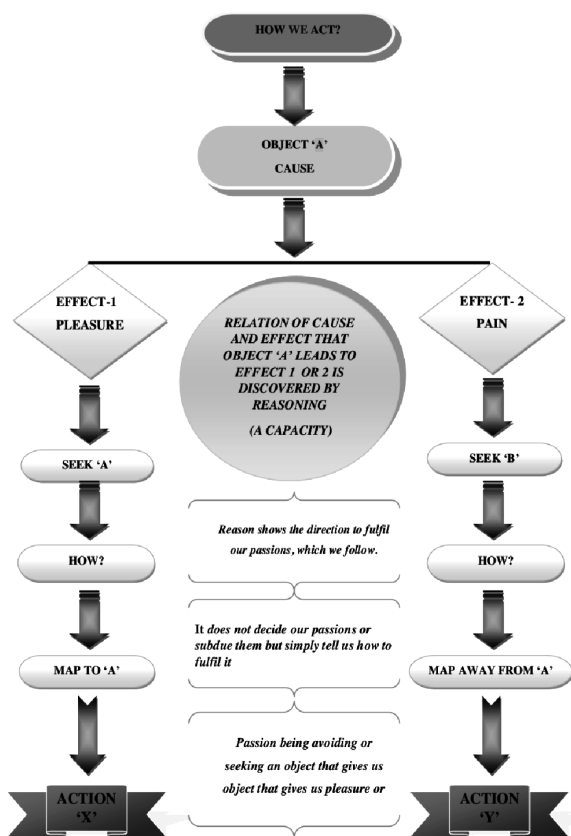 HOW WE ACT?
OBJECT 'A'
CAUSE
EFFECT-1
PLEASURE
RELATION OF CAUSE
AND EFFECT THAT
OBJECT 'A' LEADS TO
EFFECT 1 OR 2 IS
DISCOVERED BY
REASONING
(A CAPACITY)
EFFECT- 2
PAIN
SEEK 'A'
SEEK 'B'
Reason shows the direction to fulfil
our passions, which we follow.
HOW?
HOW?
It does not decide our passions or
subdue them but simply tell us how to
fulfil it
MAP TO 'A'
MAP AWAY FROM 'A'
Passion being avoiding or
seeking an object that gives us
object that gives us pleasure or
ACTION
'X'
ACTION
'Y'